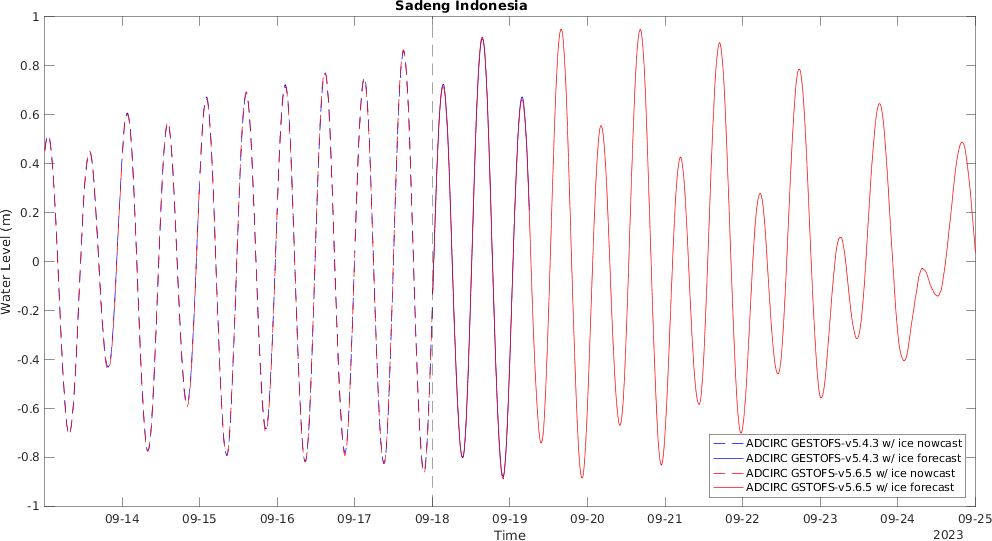 Sadeng Indonesia
1
0.8
0.6
0.4
0.2
0
-0.2
-0.4
-0.6
-0.8
-1
Water Level (m)
09-14 09-15 09-16 09-17 09-18 09-19 09-20 09-21 09-22 09-23 09-24 09-25
2023
Time
ADCIRC GESTOFS-v5.4.3 w/ ice nowcast
ADCIRC GESTOFS-v5.4.3 w/ ice forecast
ADCIRC GSTOFS-v5.6.5 w/ ice nowcast
ADCIRC GSTOFS-v5.6.5 w/ ice forecast